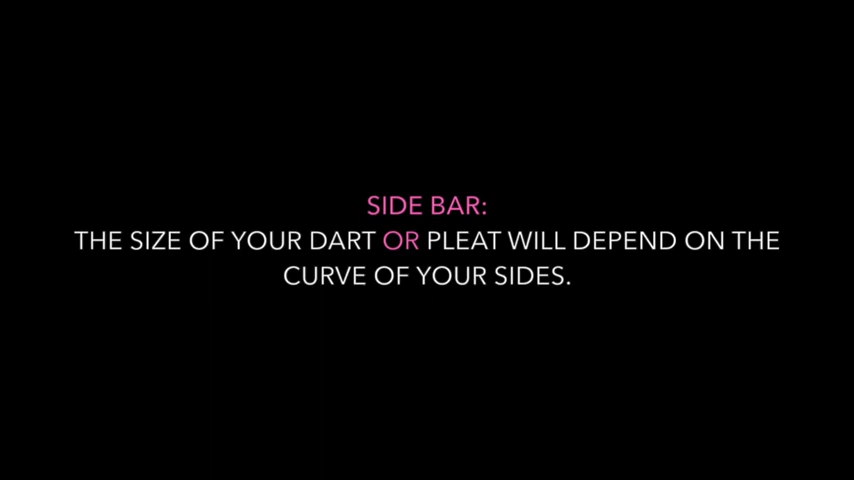 SIDE BAR:
THE SIZE OF YOUR DART OR PLEAT WILL DEPEND ON THE
CURVE OF YOUR SIDES.